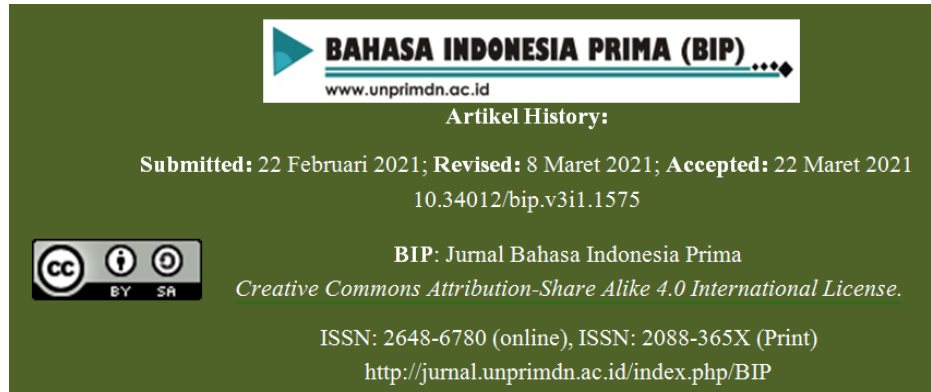 BAHASA INDONESIA PRIMA (BIP)
www.unprimdn.ac.id
Artikel History:
Submitted: 22 Februari 2021; Revised: 8 Maret 2021; Accepted: 22 Maret 2021
10.34012/bip.v3i1.1575
cc BY SA
BIP: Jurnal Bahasa Indonesia Prima
Creative Commons Attribution-Share Alike 4.0 International License.
ISSN: 2648-6780 (online), ISSN: 2088-365X (Print)
http://jurnal.unprimdn.ac.id/index.php/BIP